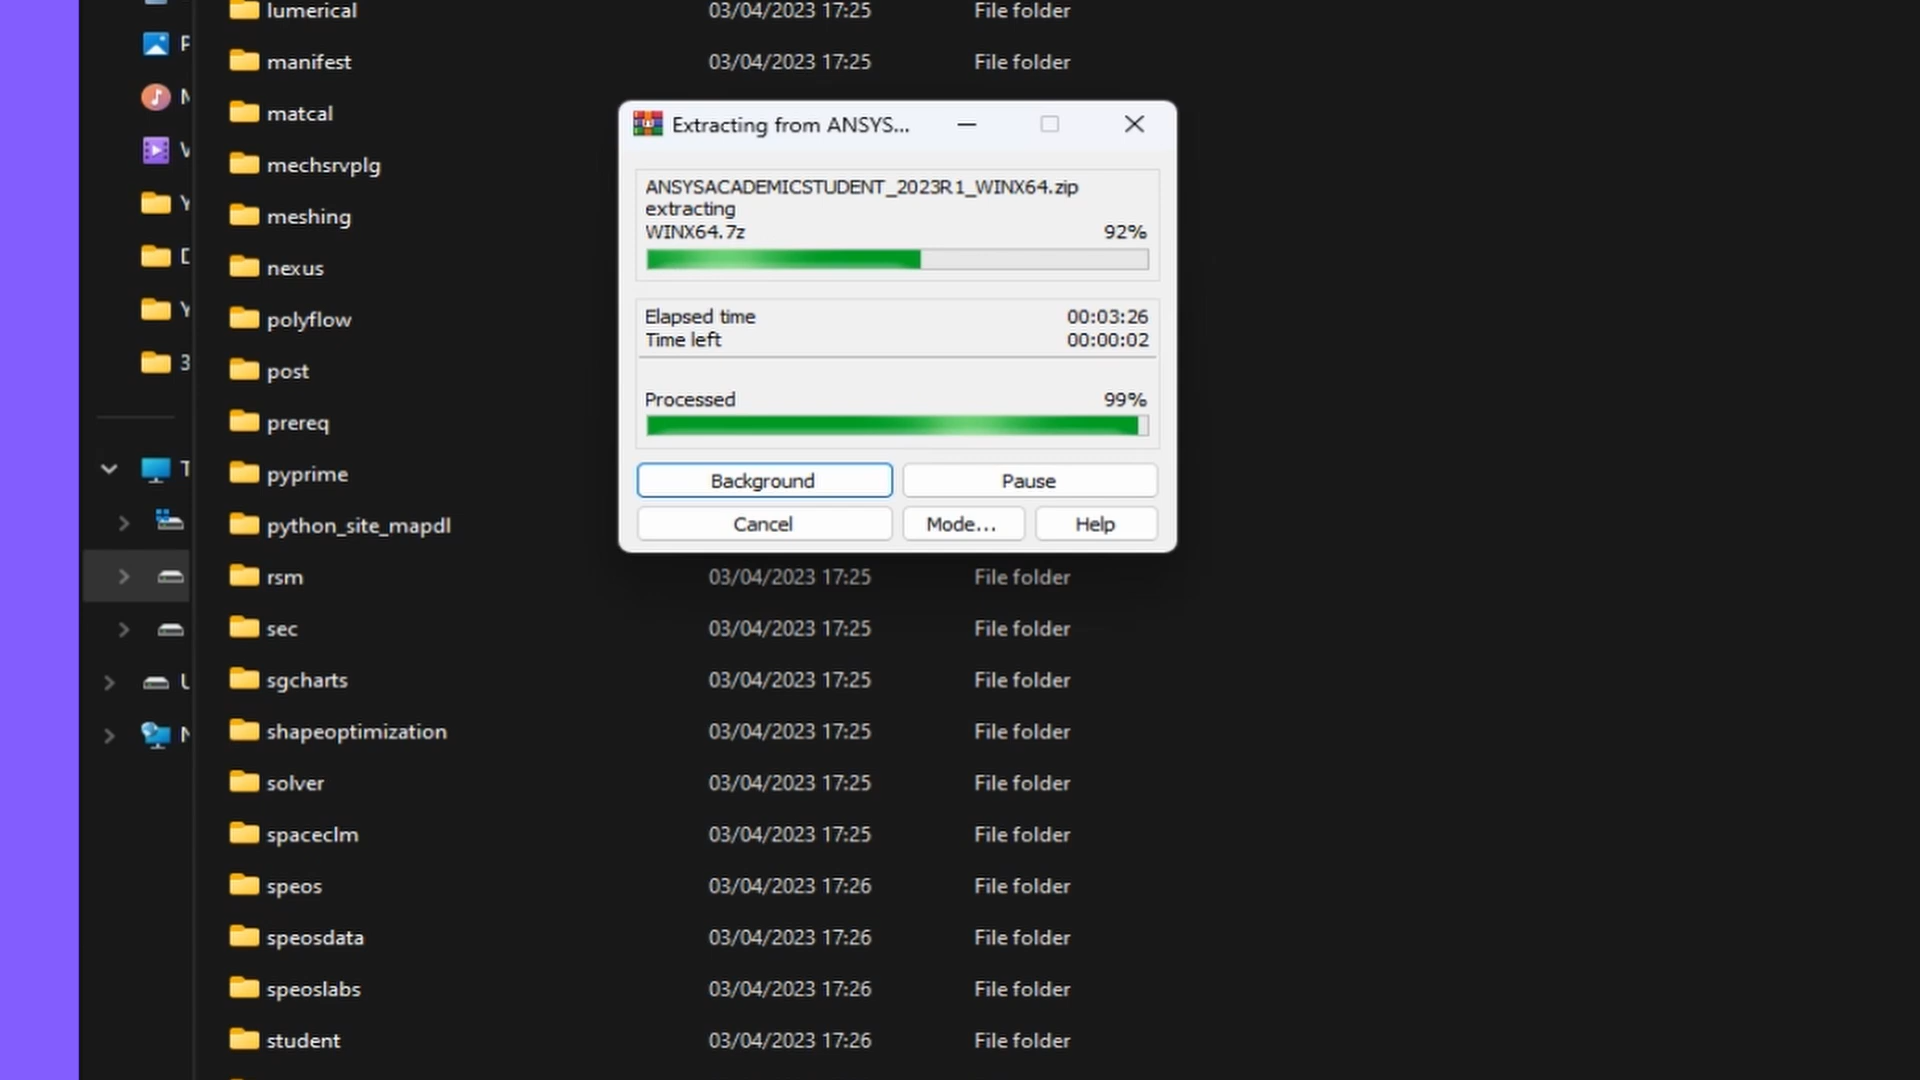 lumerical 03/04/2023 17:25 File folder
P
manifest 03/04/2023 17:25 File folder
M
matcal
Extracting from ANSYS...
V
mechsrvplg
ANSYSACADEMICSTUDENT_2023R1_WINX64.zip
extracting
WINX64.7z 92%
Y
meshing
D
nexus
Y
polyflow
Elapsed time 00:03:26
Time left 00:00:02
3
post
Processed 99%
prereq
T
pyprime
Background Pause
python_site_mapdl
Cancel Mode... Help
rsm 03/04/2023 17:25 File folder
sec 03/04/2023 17:25 File folder
U
sgcharts 03/04/2023 17:25 File folder
N
shapeoptimization 03/04/2023 17:25 File folder
solver 03/04/2023 17:25 File folder
spaceclm 03/04/2023 17:25 File folder
speos 03/04/2023 17:26 File folder
speosdata 03/04/2023 17:26 File folder
speoslabs 03/04/2023 17:26 File folder
student 03/04/2023 17:26 File folder